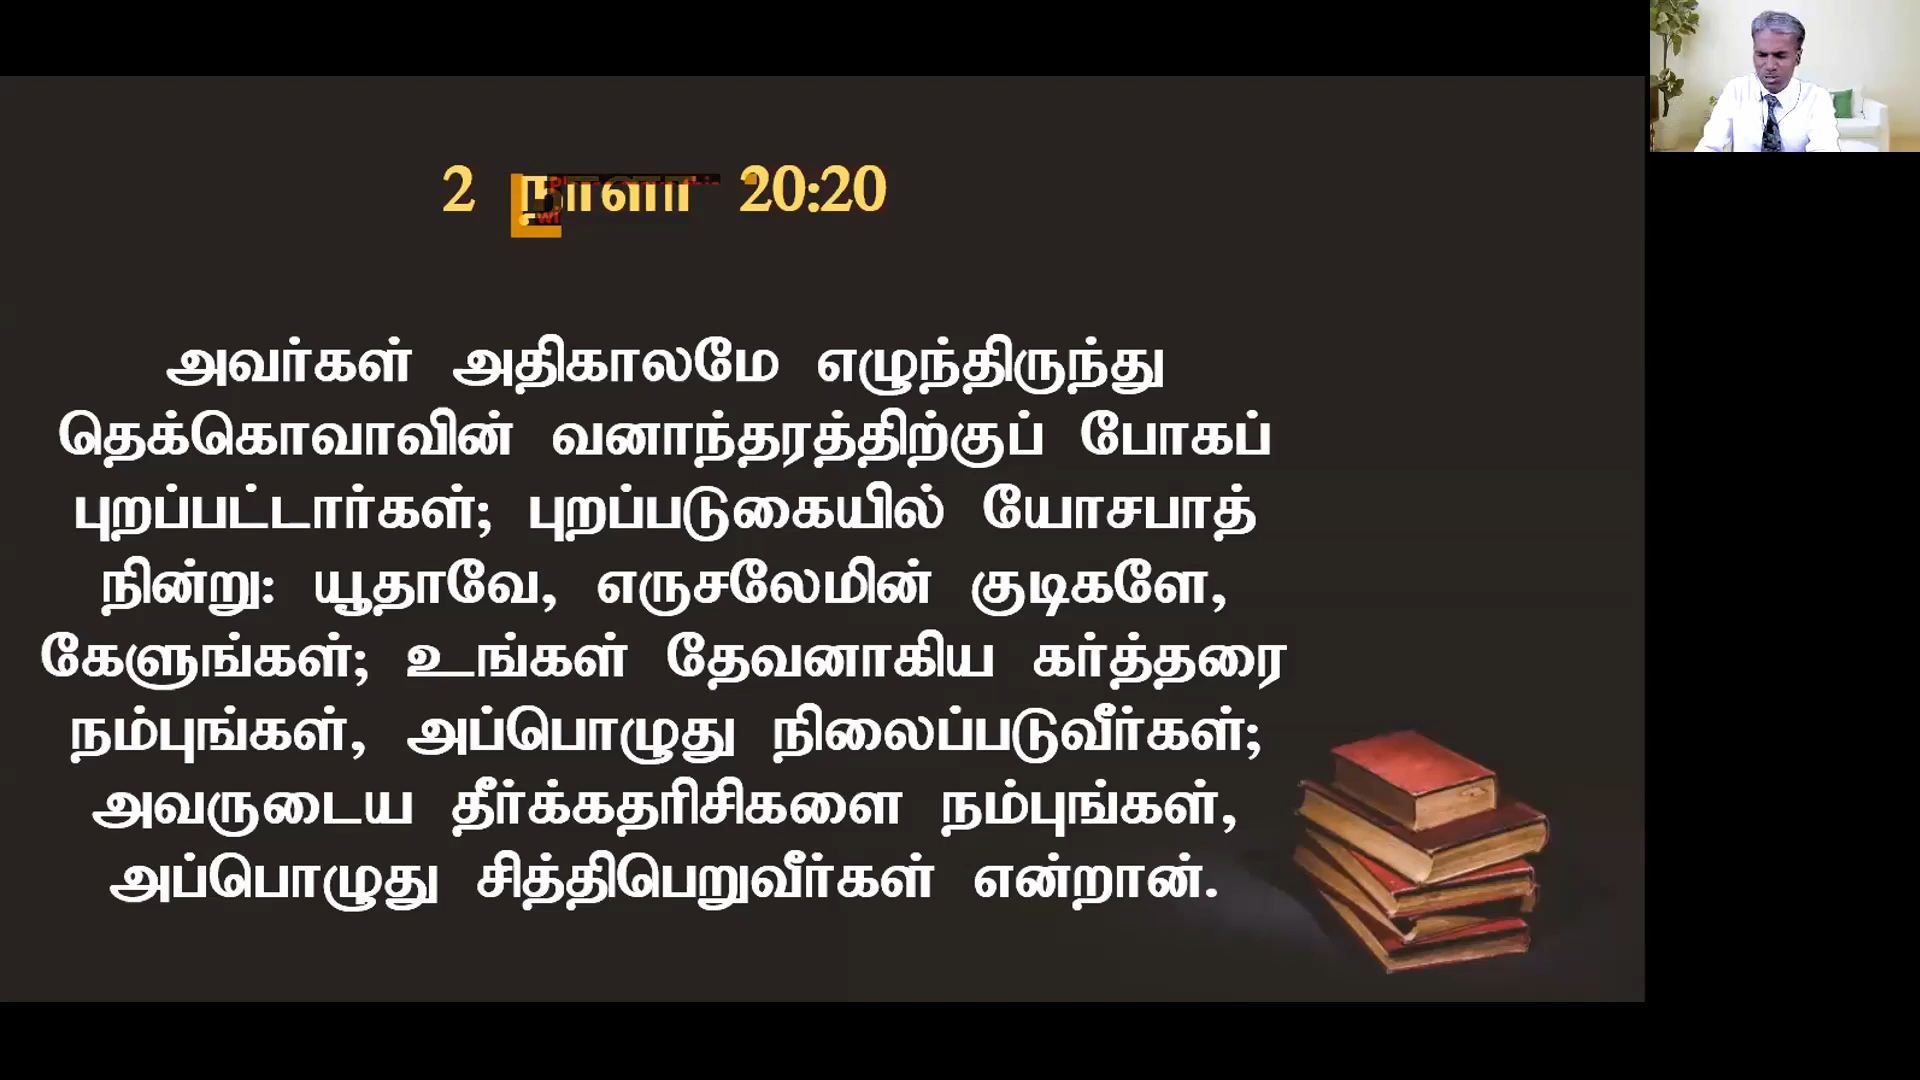 2 நாளா 20:20
அவர்கள் அதிகாலமே எழுந்திருந்து
தெக்கொவாவின் வனாந்தரத்திற்குப் போகப்
புறப்பட்டார்கள்; புறப்படுகையில் யோசபாத்
நின்று: யூதாவே, எருசலேமின் குடிகளே,
கேளுங்கள்; உங்கள் தேவனாகிய கர்த்தரை
நம்புங்கள், அப்பொழுது நிலைப்படுவீர்கள்;
அவருடைய தீர்க்கதரிசிகளை நம்புங்கள்,
அப்பொழுது சித்திபெறுவீர்கள் என்றான்.